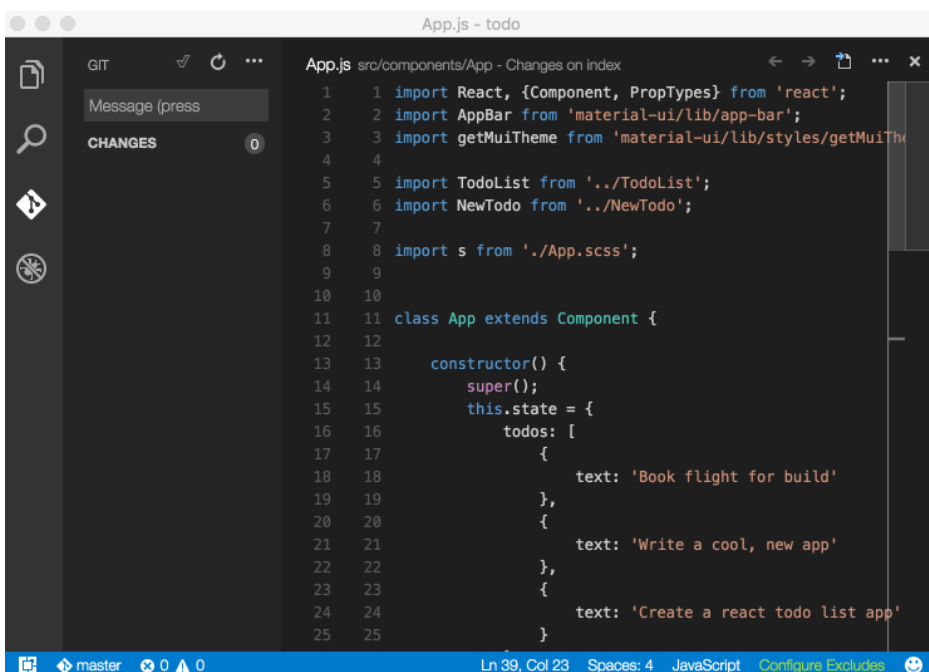 App.js - todo
GIT
Message (press
CHANGES 0
App.js src/components/App - Changes on index
1 1 import React, {Component, PropTypes} from 'react';
2 2 import AppBar from 'material-ui/lib/app-bar';
3 3 import getMuiTheme from 'material-ui/lib/styles/getMuiThe
4 4
5 5 import TodoList from '../TodoList';
6 6 import NewTodo from '../NewTodo';
7 7
8 8 import s from './App.scss';
9 9
10 10
11 11 class App extends Component {
12 12
13 13     constructor() {
14 14         super();
15 15         this.state = {
16 16             todos: [
17 17                 {
18 18                     text: 'Book flight for build'
19 19                 },
20 20                 {
21 21                     text: 'Write a cool, new app'
22 22                 },
23 23                 {
24 24                     text: 'Create a react todo list app'
25 25                 }
master 0 0 Ln 39, Col 23 Spaces: 4 JavaScript Configure Excludes